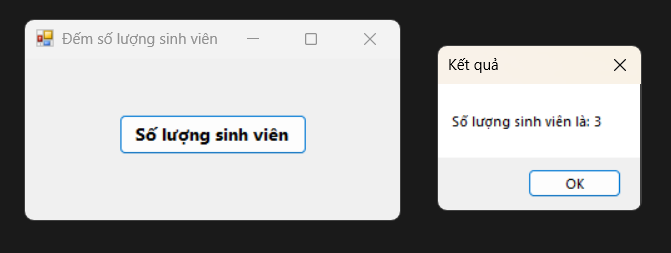 Đếm số lượng sinh viên
Số lượng sinh viên
Kết quả
Số lượng sinh viên là: 3
OK